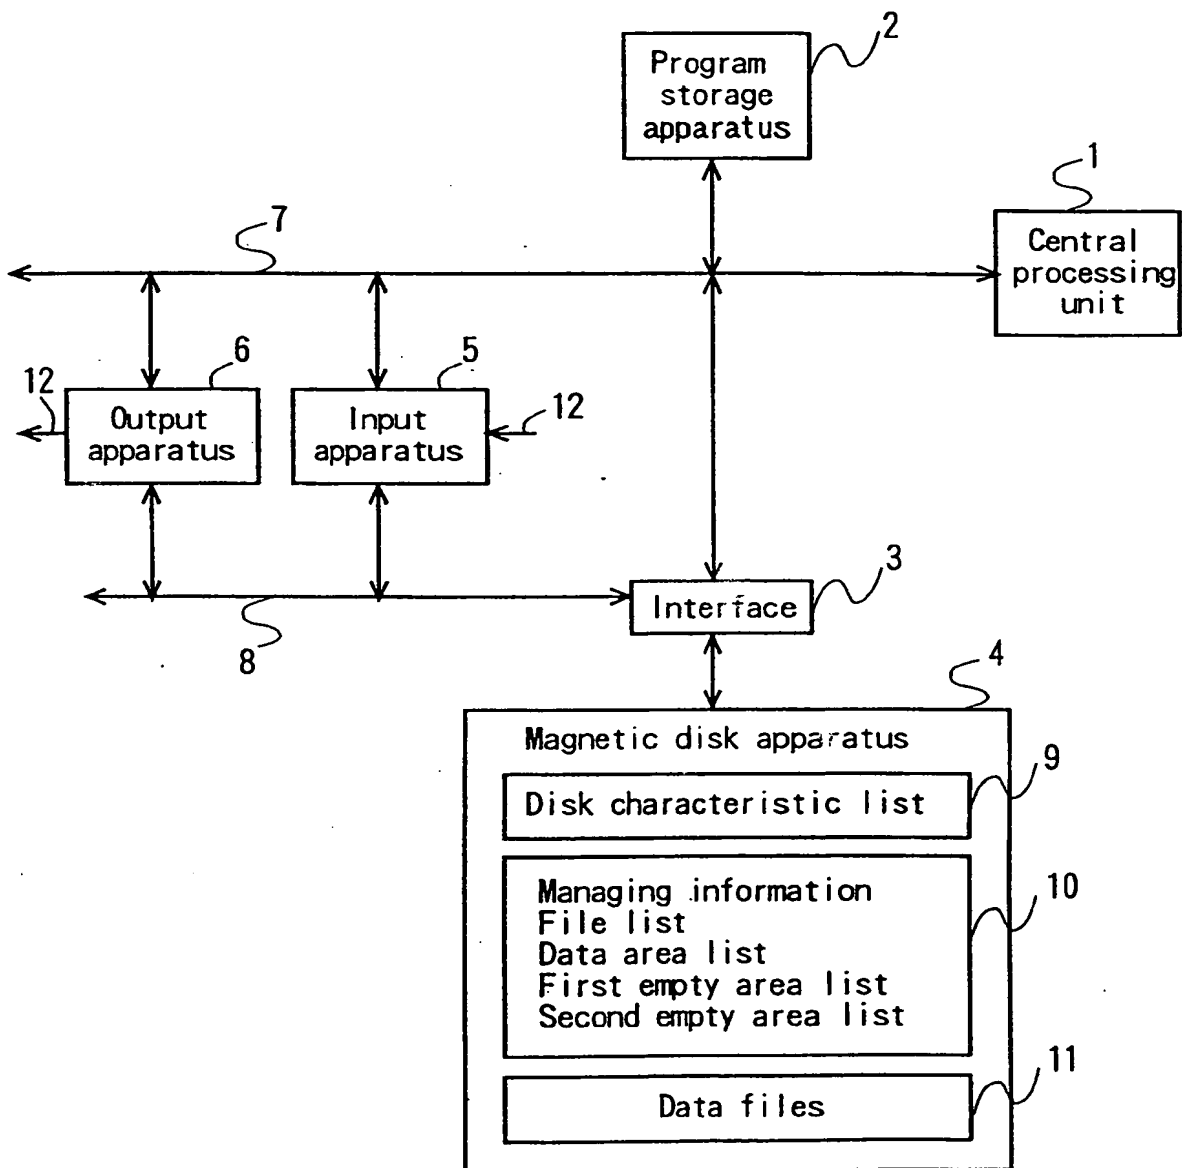 2
Program
storage
apparatus
1
7
Central
processing
unit
6
5
12
Output
apparatus
Input
apparatus
12
3
Interface
8
4
Magnetic disk apparatus
9
Disk characteristic list
Managing information
File list
Data area list
First empty area list
Second empty area list
10
11
Data files